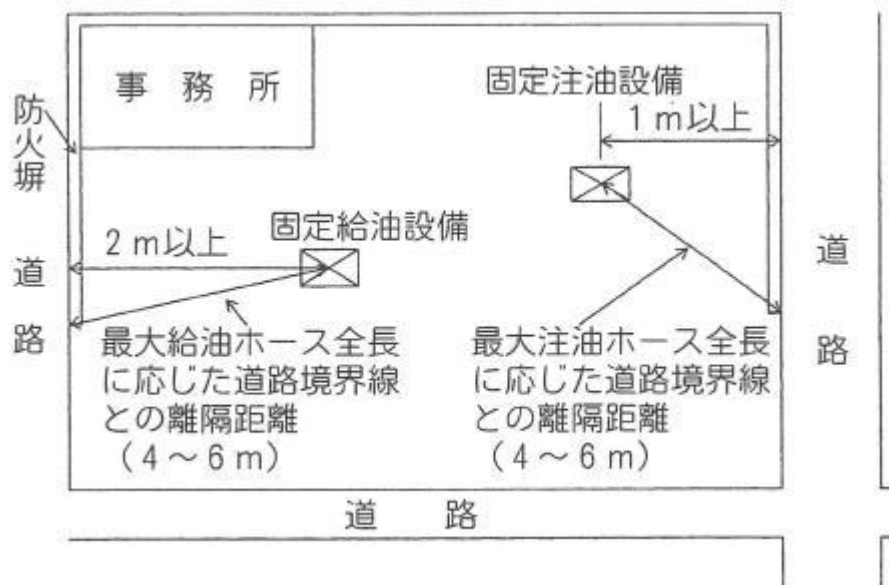 事務所
防火塀
固定注油設備
1m以上
固定給油設備
2m以上
道路
最大給油ホース全長
に応じた道路境界線
との離隔距離
(4~6m)
最大注油ホース全長
に応じた道路境界線
との離隔距離
(4~6m)
道路
道路